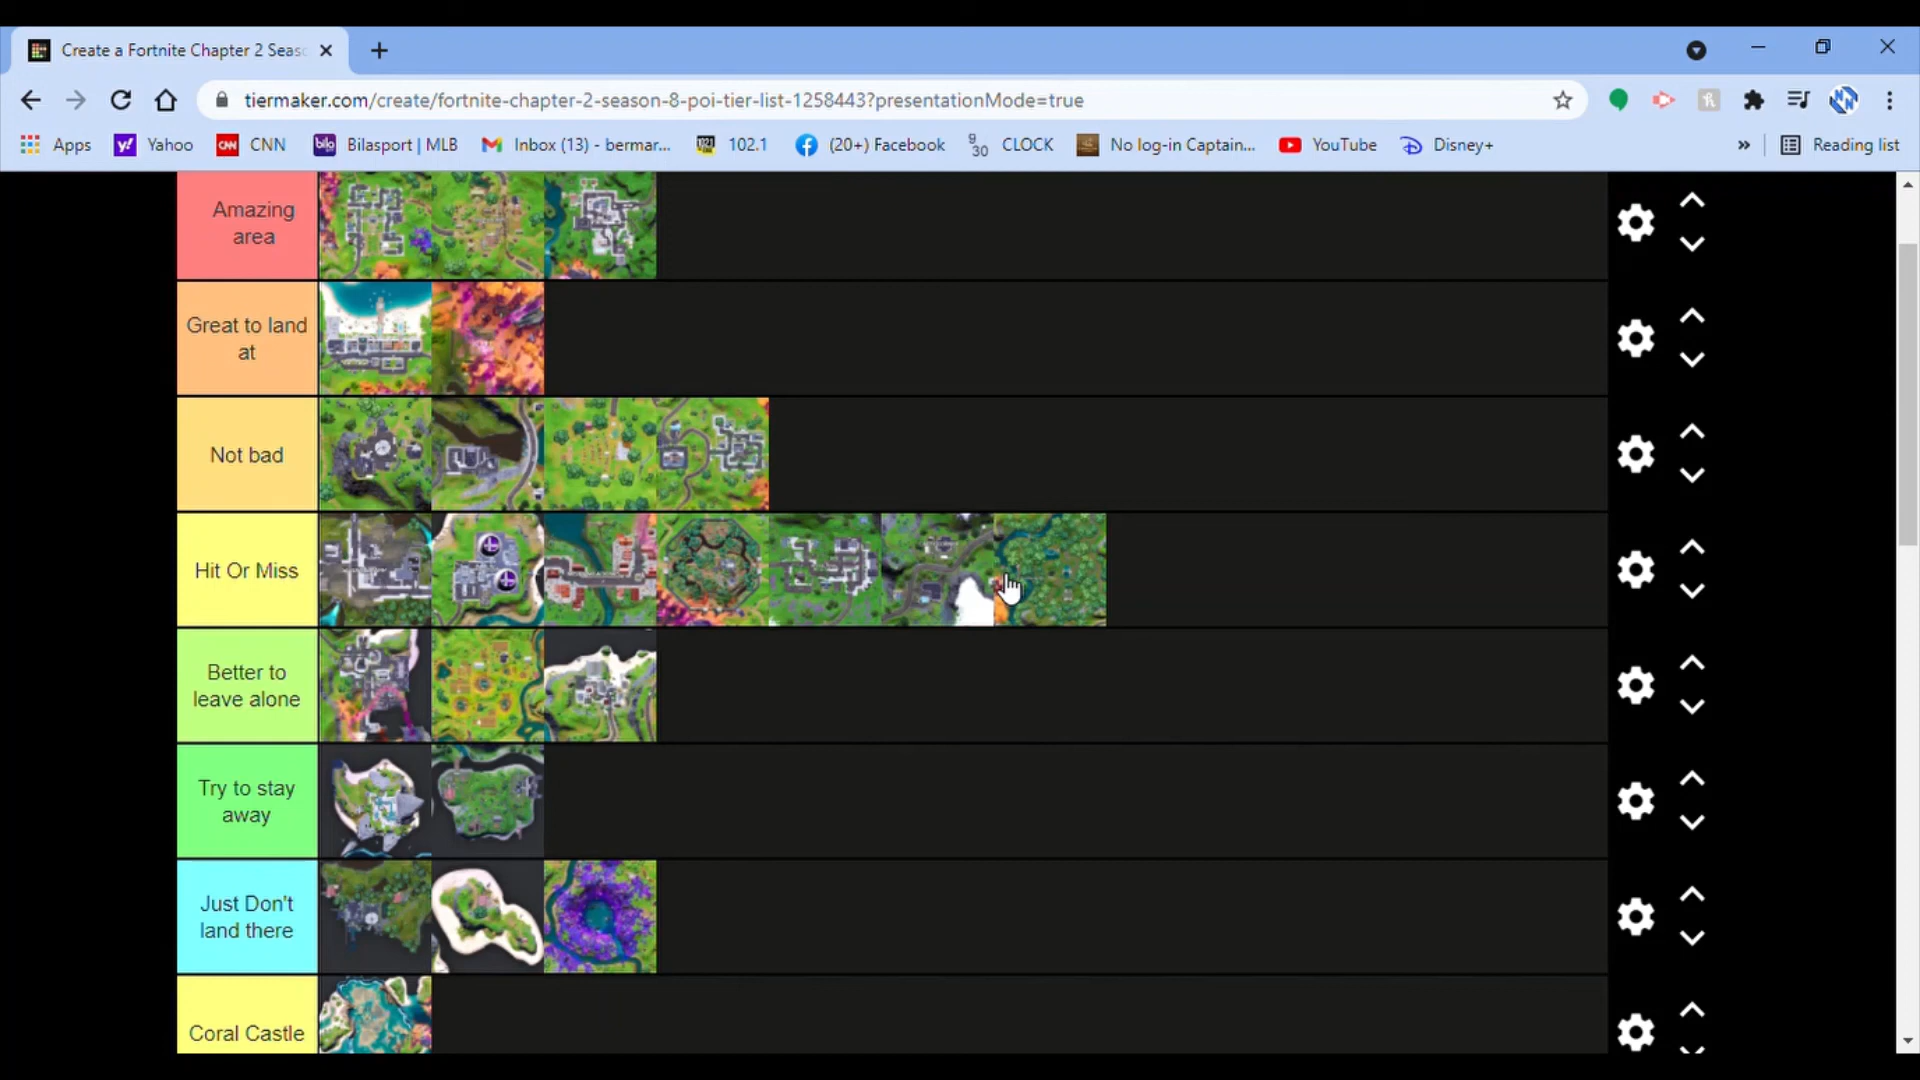 Create a Fortnite Chapter 2 Seas
tiermaker.com/create/fortnite-chapter-2-season-8-poi-tier-list-1258443?presentationMode=true
Apps Yahoo CNN Bilasport | MLB Inbox (13) - bermar... 102.1 (20+) Facebook 9 30 CLOCK No log-in Captain... YouTube Disney+ » Reading list
Amazing
area
Great to land
at
Not bad
Hit Or Miss
Better to
leave alone
Try to stay
away
Just Don't
land there
Coral Castle